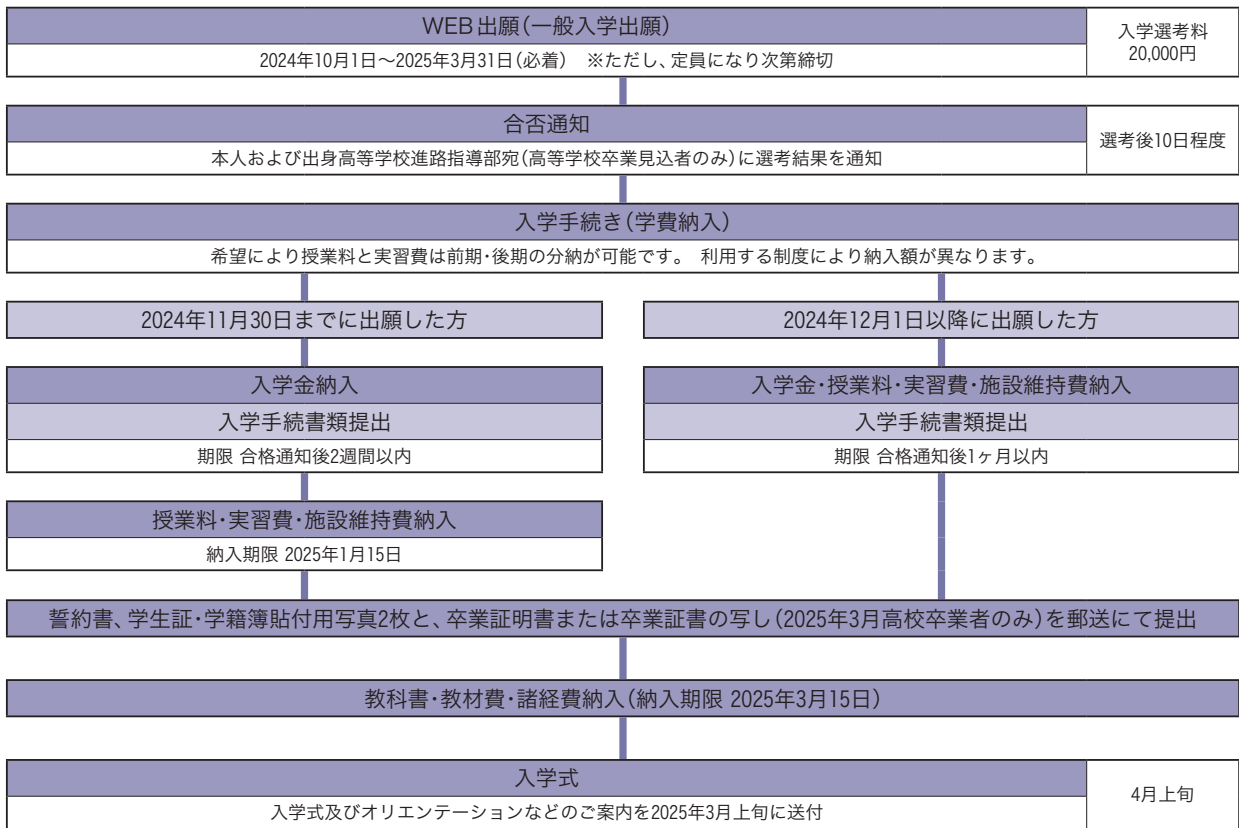 WEB出願(一般入学出願)
2024年10月1日〜2025年3月31日(必着)　※ただし、定員になり次第締切
入学選考料
20,000円
合否通知
本人および出身高等学校進路指導部宛(高等学校卒業見込者のみ)に選考結果を通知
選考後10日程度
入学手続き(学費納入)
希望により授業料と実習費は前期・後期の分納が可能です。　利用する制度により納入額が異なります。
2024年11月30日までに出願した方
入学金納入
入学手続書類提出
期限 合格通知後2週間以内
授業料・実習費・施設維持費納入
納入期限 2025年1月15日
2024年12月1日以降に出願した方
入学金・授業料・実習費・施設維持費納入
入学手続書類提出
期限 合格通知後1ヶ月以内
誓約書、学生証・学籍簿貼付用写真2枚と、卒業証明書または卒業証書の写し(2025年3月高校卒業者のみ)を郵送にて提出
教科書・教材費・諸経費納入(納入期限 2025年3月15日)
入学式
入学式及びオリエンテーションなどのご案内を2025年3月上旬に送付
4月上旬